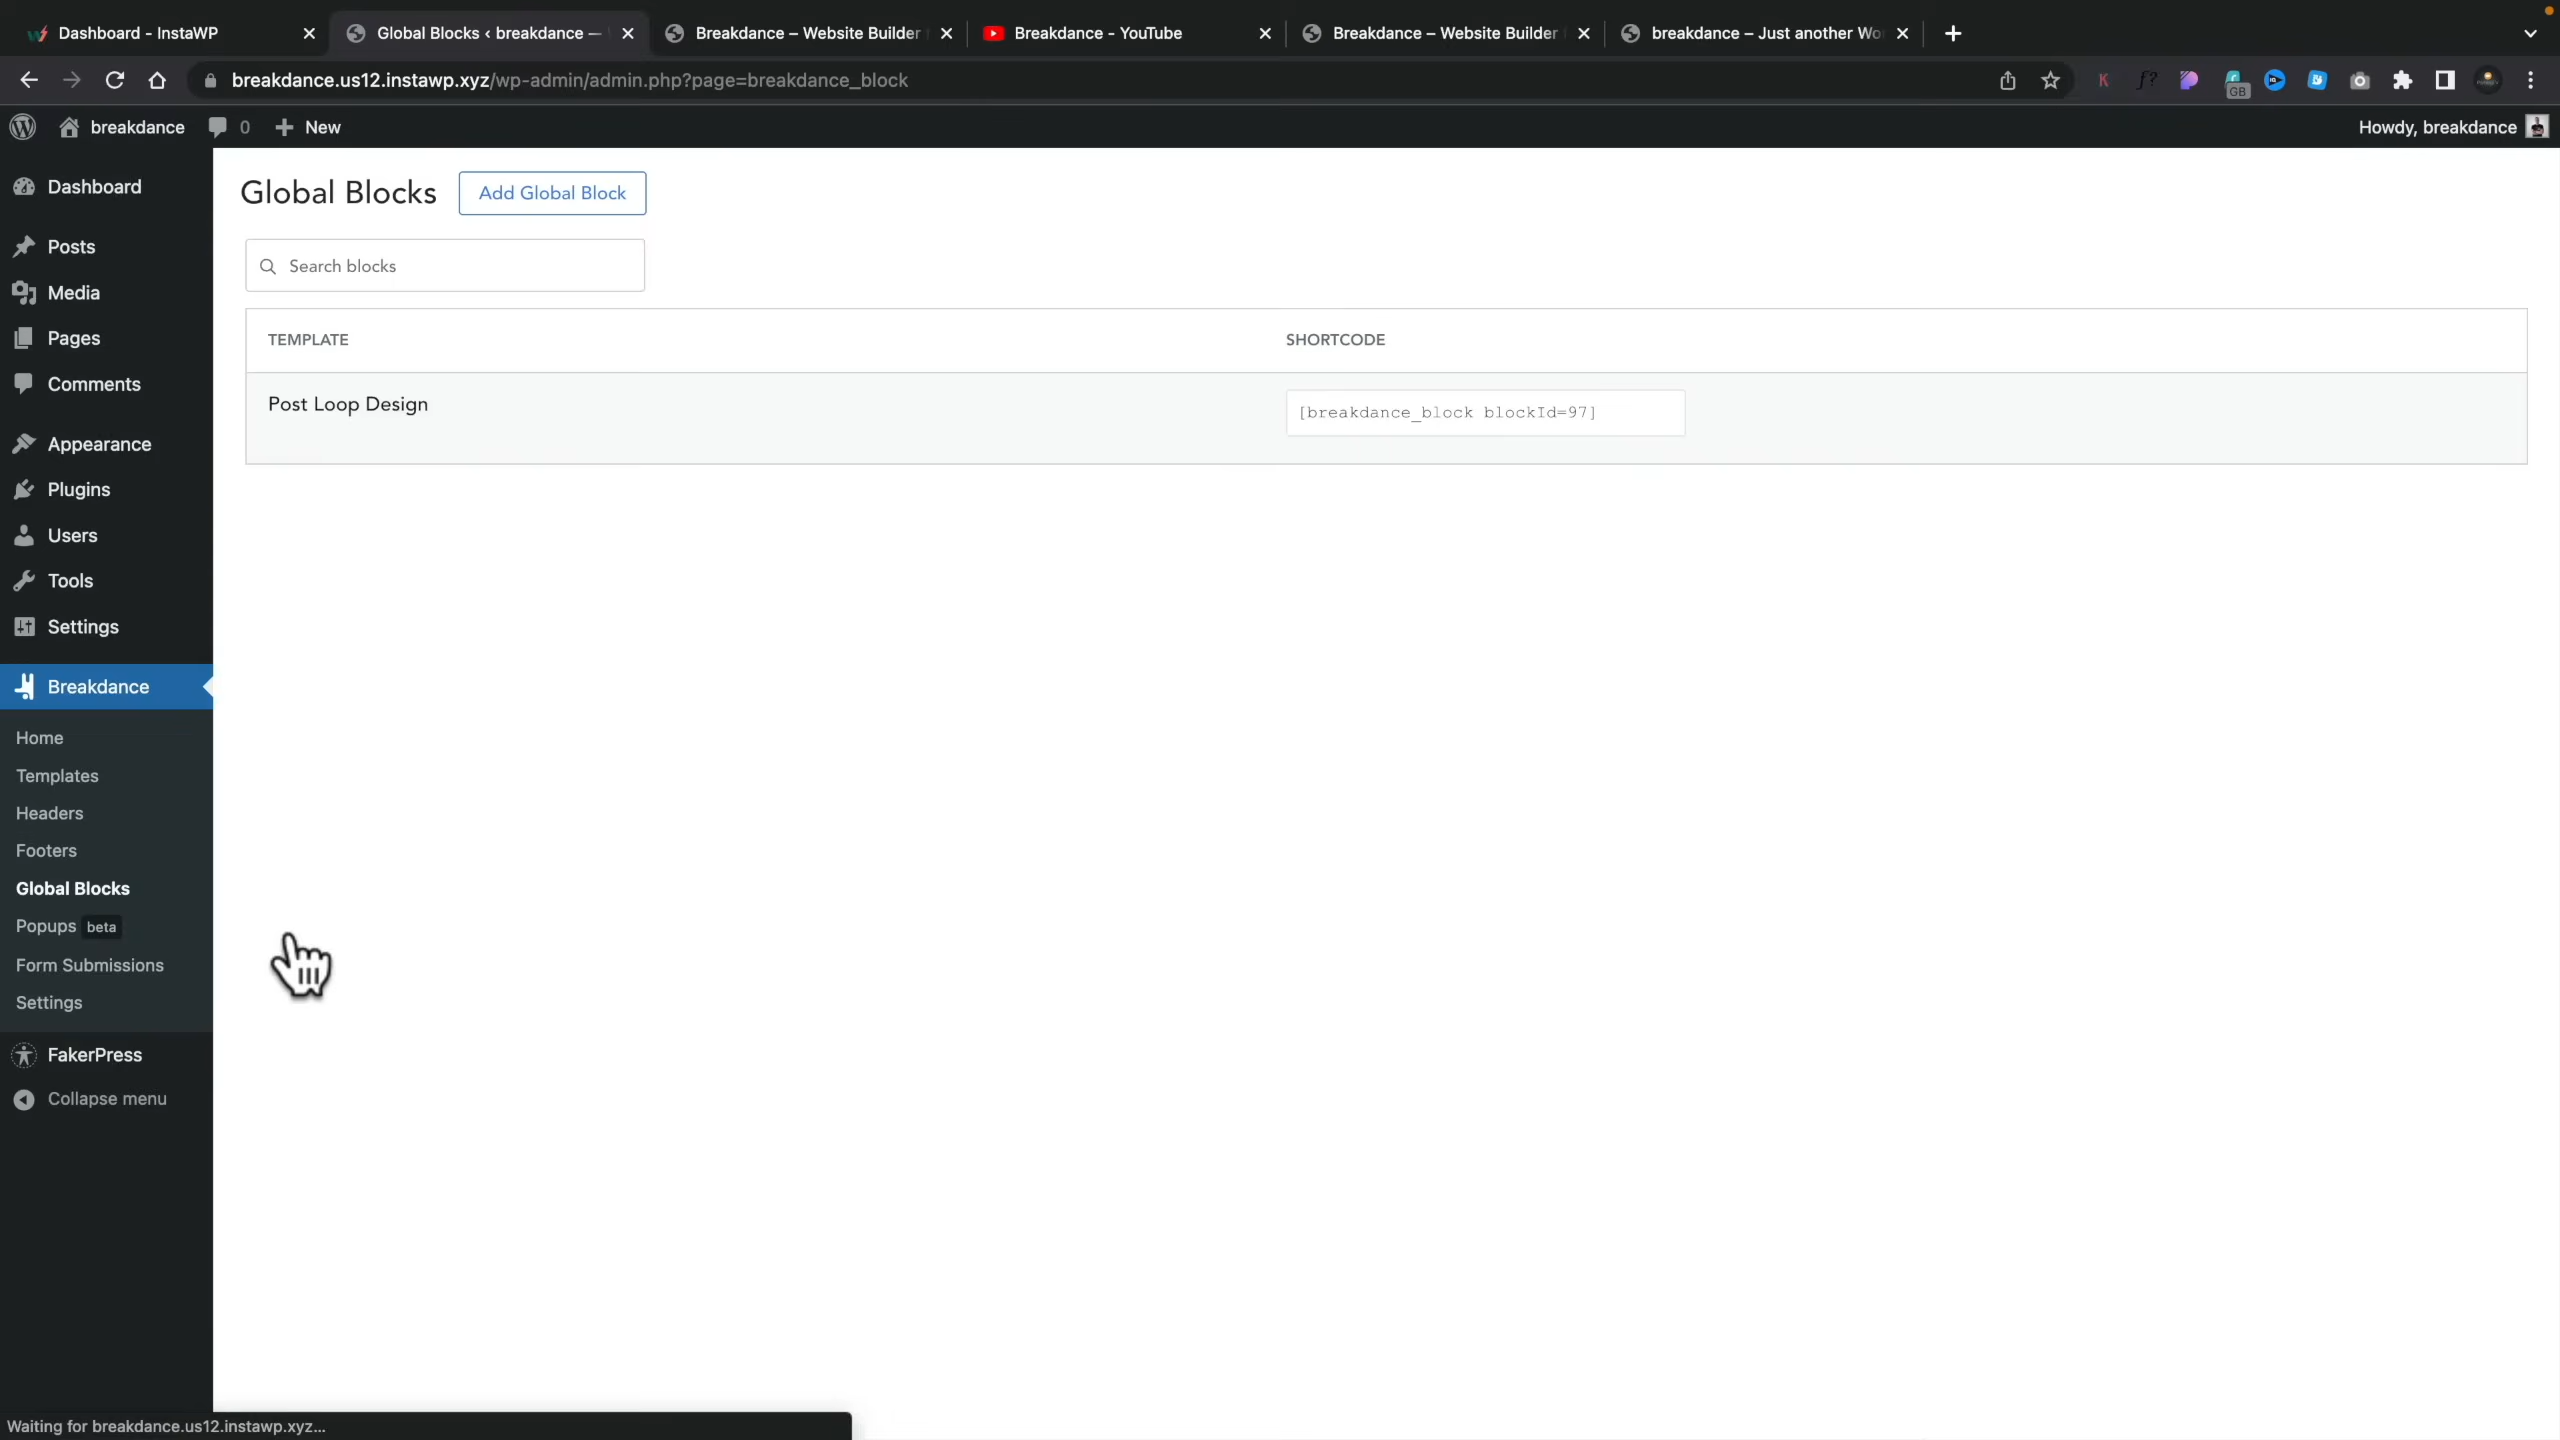 Dashboard - InstaWP
Global Blocks ‹ breakdance —
Breakdance – Website Builder
Breakdance - YouTube
Breakdance – Website Builder
breakdance – Just another Wo
breakdance.us12.instawp.xyz/wp-admin/admin.php?page=breakdance_block
K
f?
GB
breakdance
0
New
Howdy, breakdance
Dashboard
Posts
Media
Pages
Comments
Appearance
Plugins
Users
Tools
Settings
Breakdance
Home
Templates
Headers
Footers
Global Blocks
Popups beta
Form Submissions
Settings
FakerPress
Collapse menu
Global Blocks
Add Global Block
Search blocks
TEMPLATE
SHORTCODE
Post Loop Design
[breakdance_block blockId=97]
Waiting for breakdance.us12.instawp.xyz...